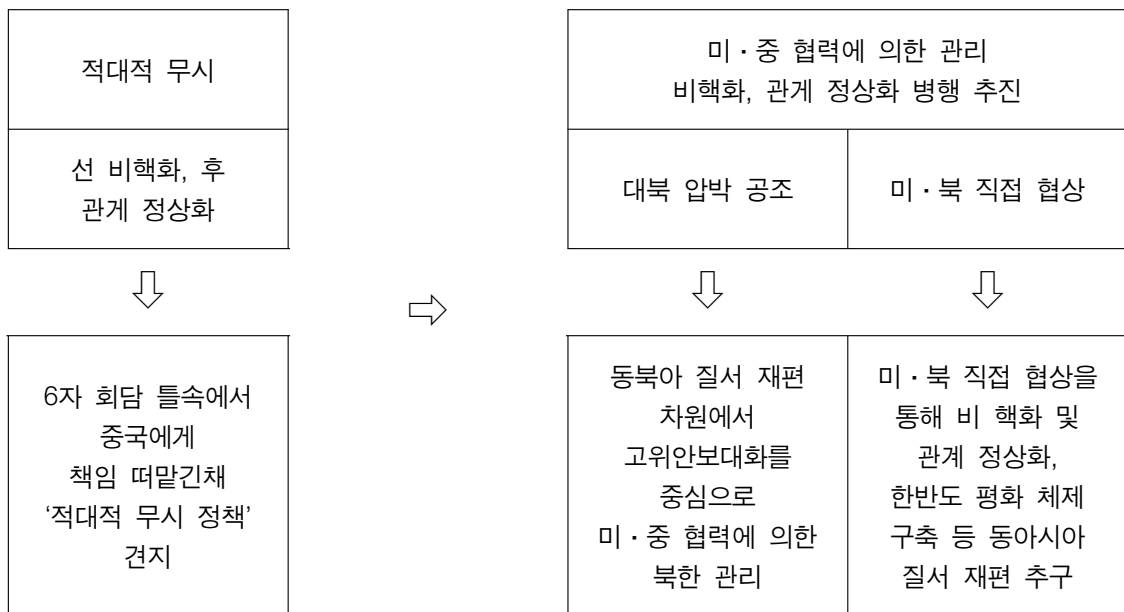 적대적 무시
선 비핵화, 후
관게 정상화
6자 회담 틀속에서
중국에게
책임 떠맡긴채
‘적대적 무시 정책’
견지
미·중 협력에 의한 관리
비핵화, 관게 정상화 병행 추진
대북 압박 공조
미·북 직접 협상
동북아 질서 재편
차원에서
고위안보대화를
중심으로
미·중 협력에 의한
북한 관리
미·북 직접 협상을
통해 비 핵화 및
관계 정상화,
한반도 평화 체제
구축 등 동아시아
질서 재편 추구